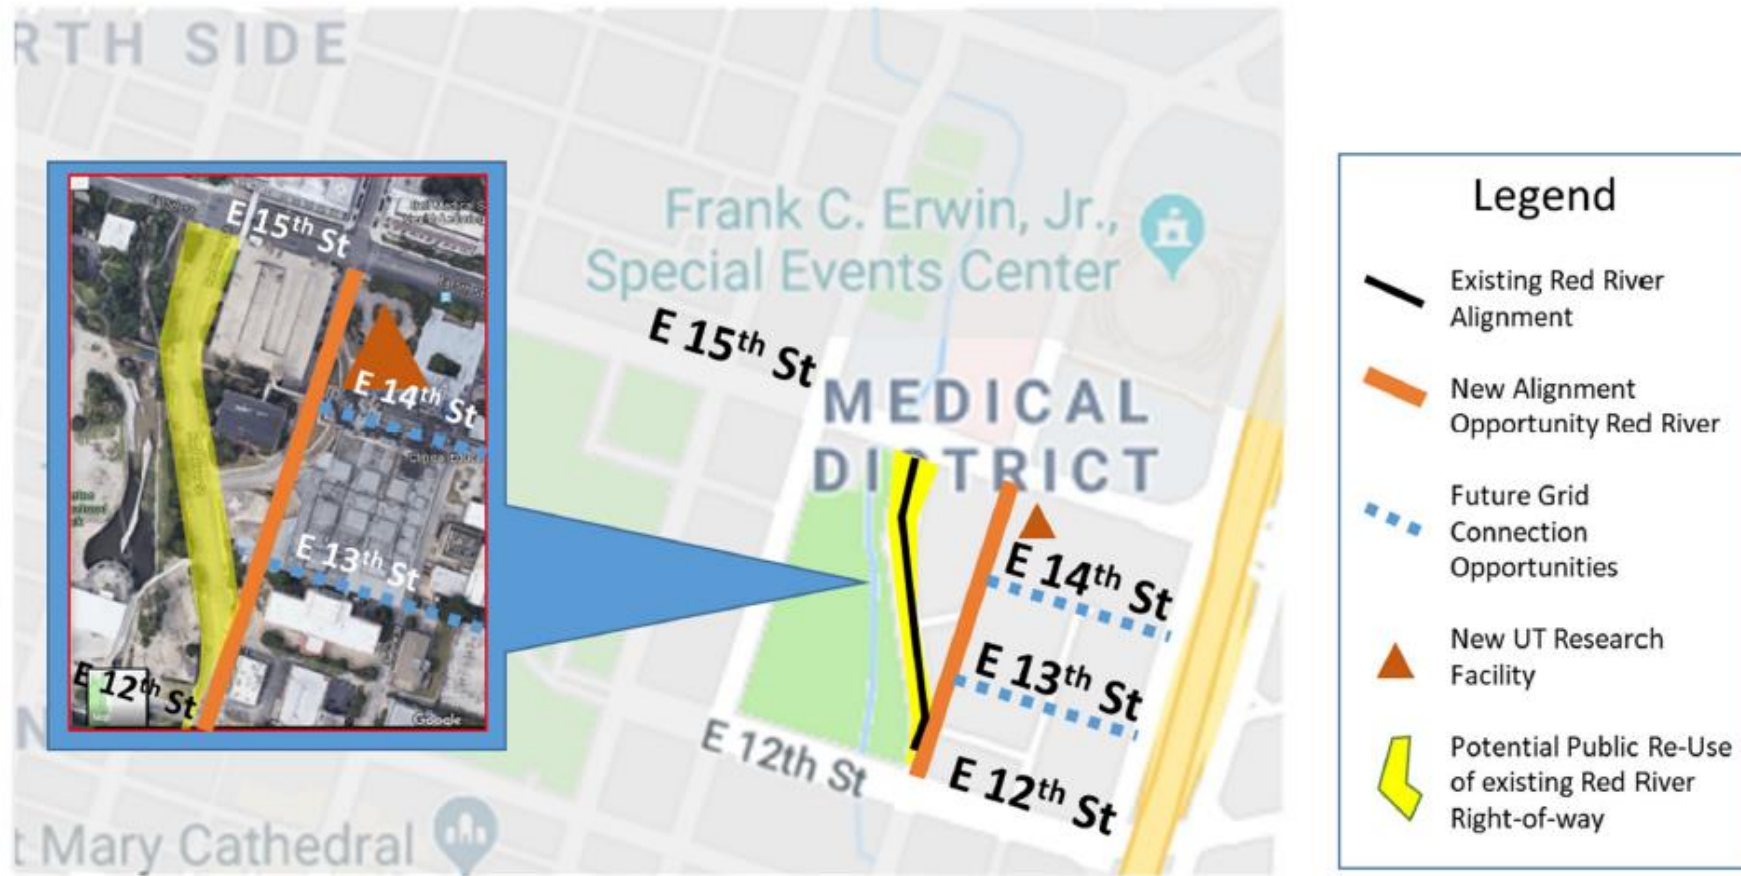 RTH SIDE
Frank C. Erwin, Jr.,
Special Events Center
E 15th St
MEDICAL
DISTRICT
E 14th St
E 13th St
E 12th St
E 12th St
t Mary Cathedral
N
E 15th St
E 14th St
E 13th St
E 12th St
Google
Legend
Existing Red River
Alignment
New Alignment
Opportunity Red River
Future Grid
Connection
Opportunities
New UT Research
Facility
Potential Public Re-Use
of existing Red River
Right-of-way